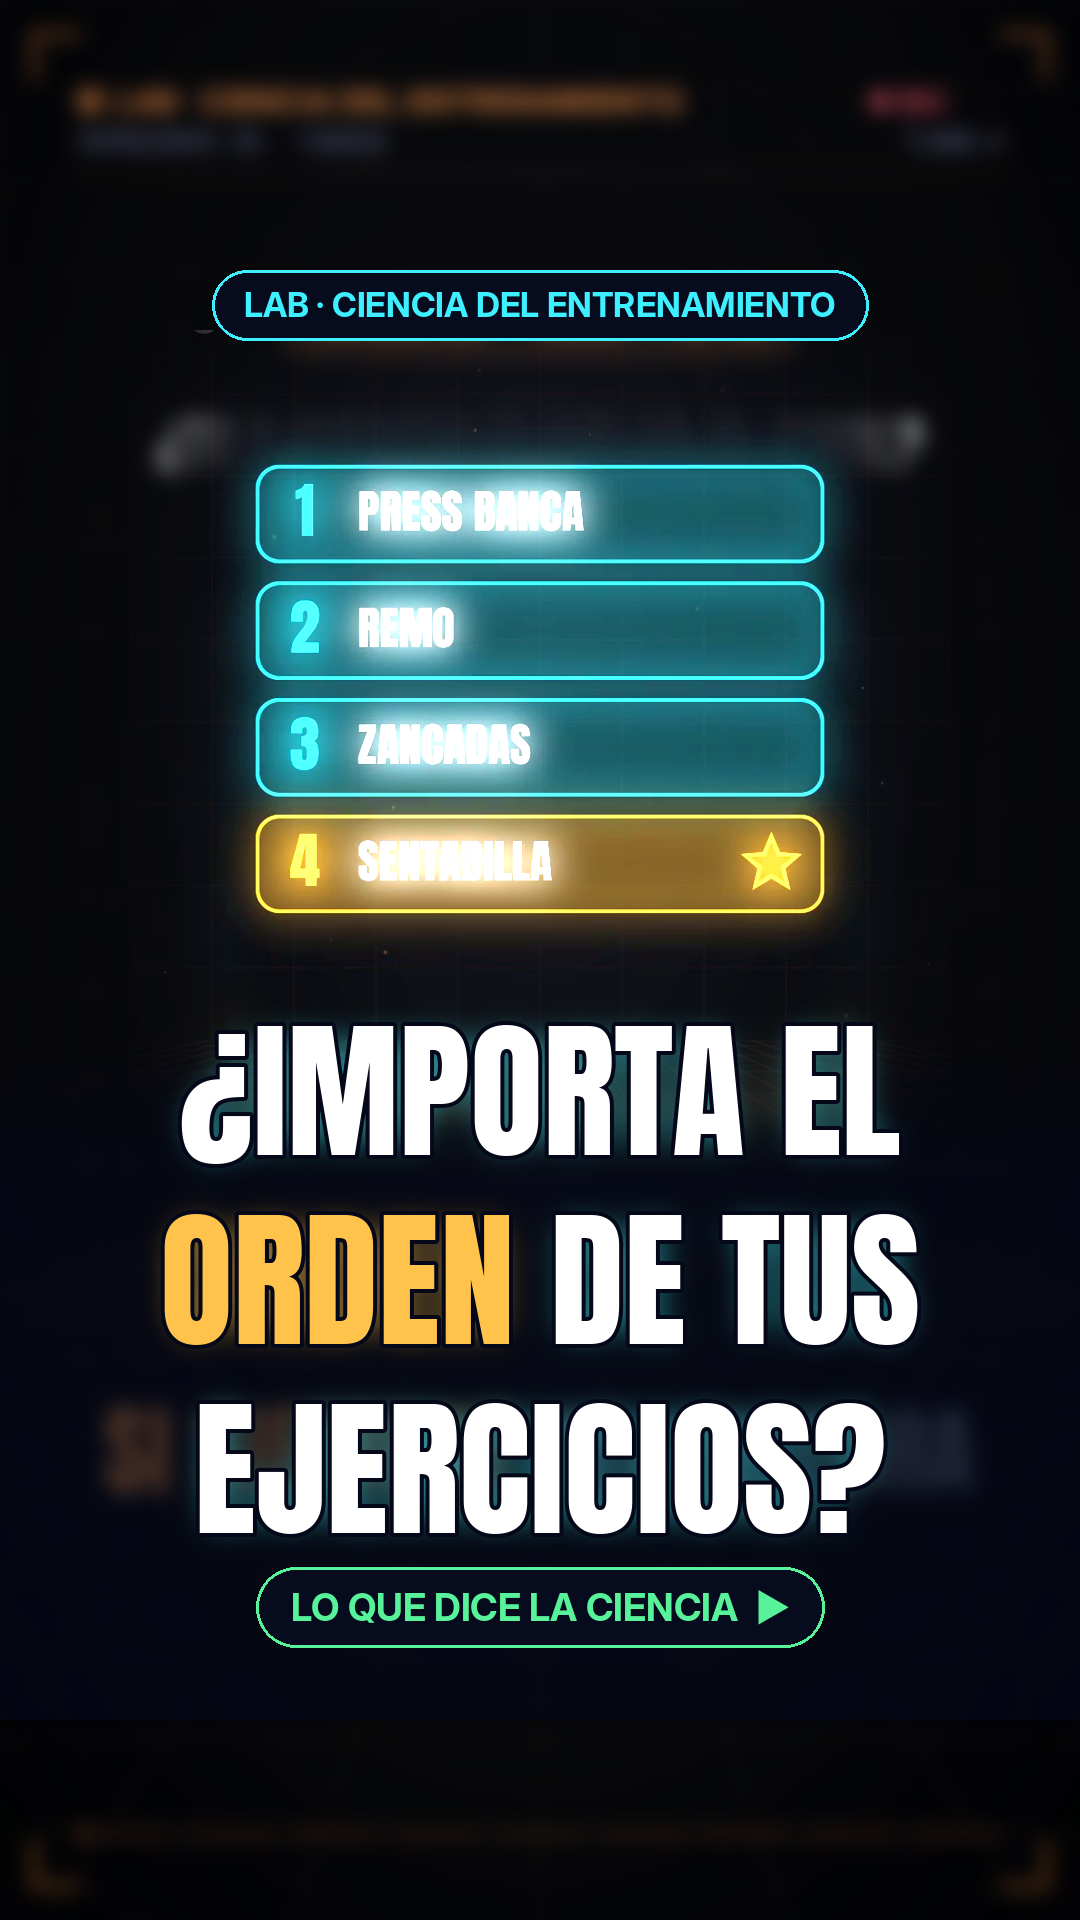 LAB · CIENCIA DEL ENTRENAMIENTO
1 PRESS BANCA
2 REMO
3 ZANCADAS
4 SENTADILLA
¿IMPORTA EL
ORDEN DE TUS
EJERCICIOS?
LO QUE DICE LA CIENCIA